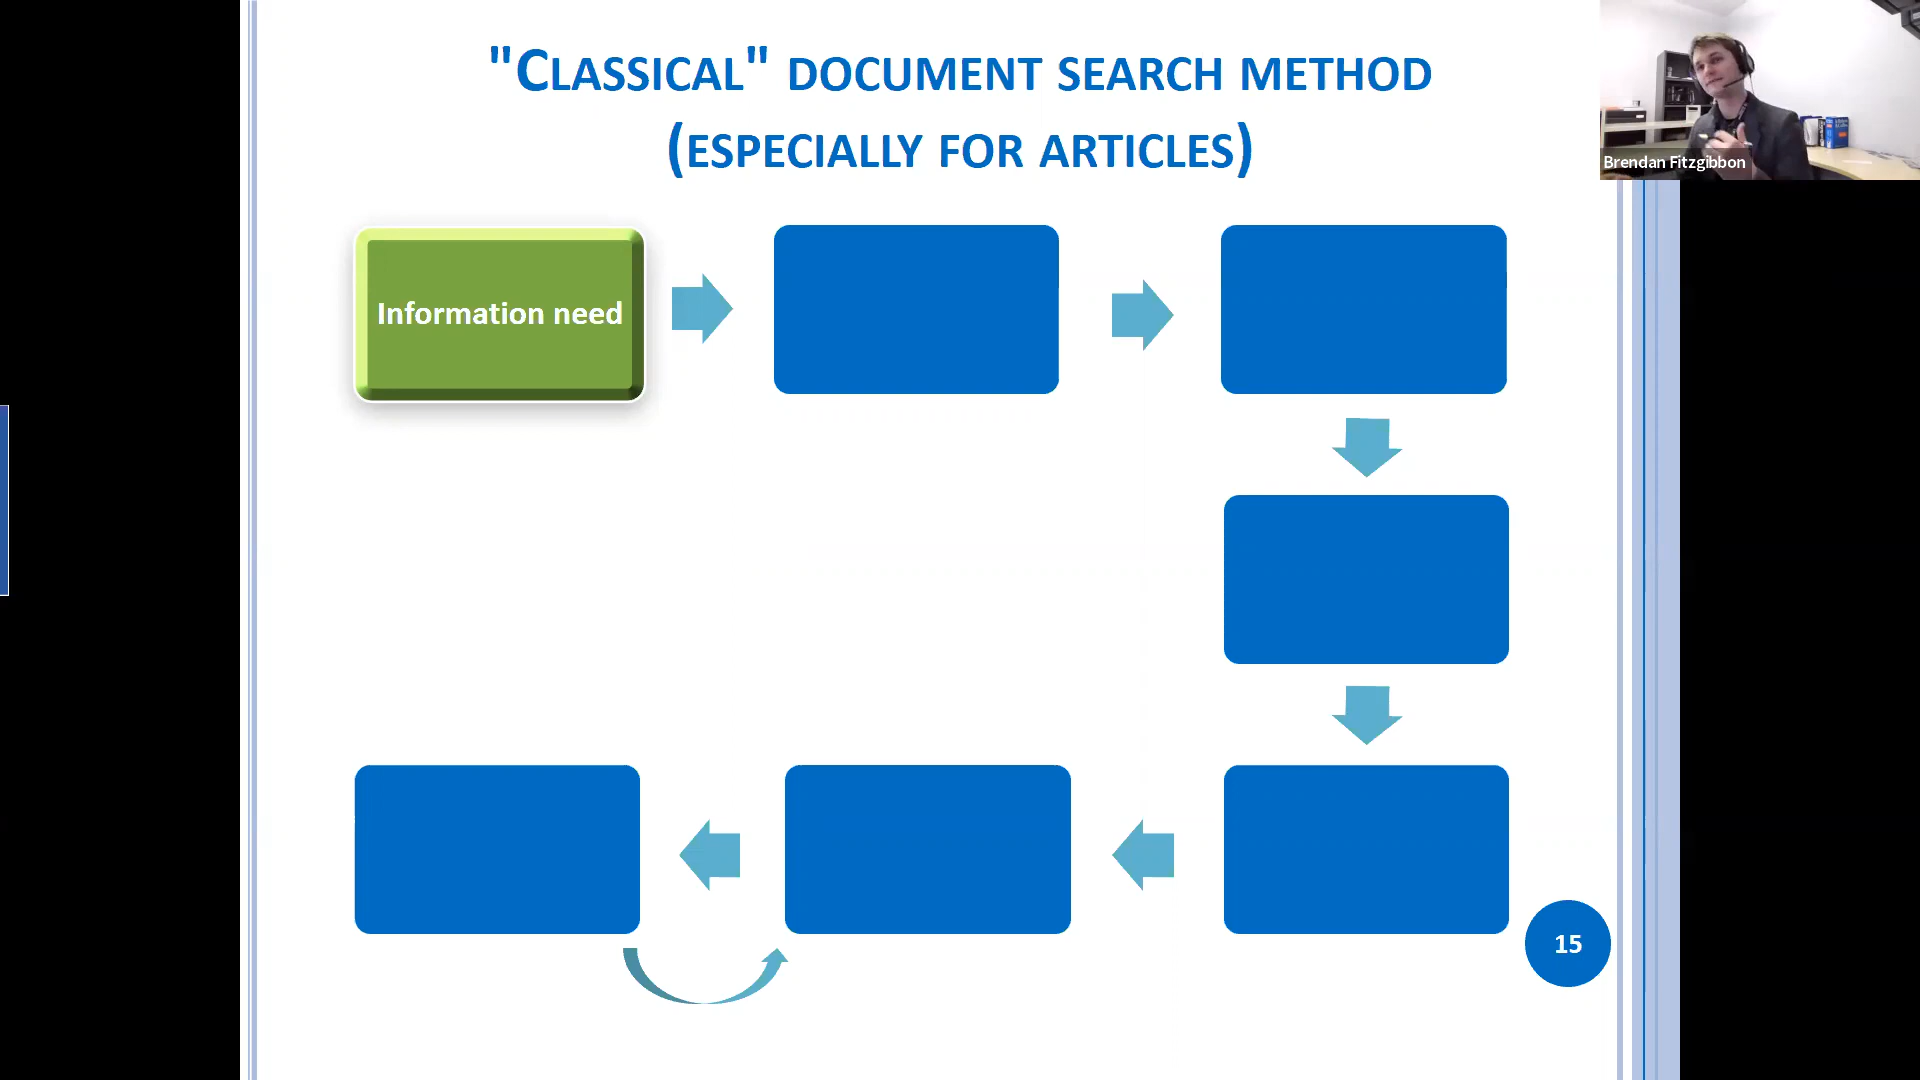 "Classical" document search method
(especially for articles)
Brendan Fitzgibbon
Information need
15